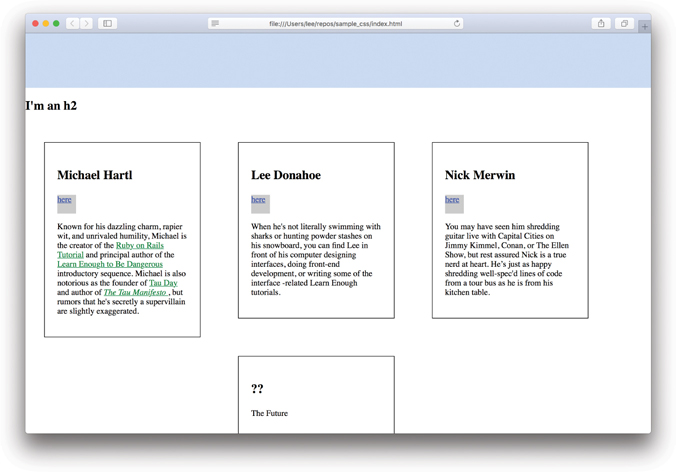 file:///Users/lee/repos/sample_css/index.html
I'm an h2
Michael Hartl
here
Known for his dazzling charm, rapier
wit, and unrivaled humility, Michael is
the creator of the Ruby on Rails
Tutorial and principal author of the
Learn Enough to Be Dangerous
introductory sequence. Michael is also
notorious as the founder of Tau Day
and author of The Tau Manifesto , but
rumors that he's secretly a supervillain
are slightly exaggerated.
Lee Donahoe
here
When he's not literally swimming with
sharks or hunting powder stashes on
his snowboard, you can find Lee in
front of his computer designing
interfaces, doing front-end
development, or writing some of the
interface -related Learn Enough
tutorials.
Nick Merwin
here
You may have seen him shredding
guitar live with Capital Cities on
Jimmy Kimmel, Conan, or The Ellen
Show, but rest assured Nick is a true
nerd at heart. He's just as happy
shredding well-spec'd lines of code
from a tour bus as he is from his
kitchen table.
??
The Future